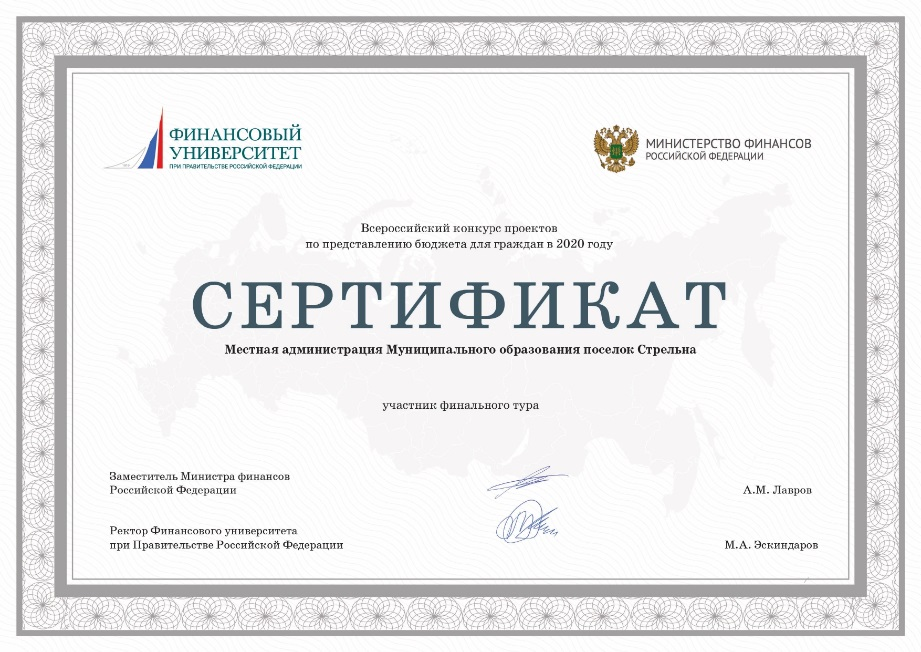 ФИНАНСОВЫЙ
УНИВЕРСИТЕТ
ПРИ ПРАВИТЕЛЬСТВЕ РОССИЙСКОЙ ФЕДЕРАЦИИ
МИНИСТЕРСТВО ФИНАНСОВ
РОССИЙСКОЙ ФЕДЕРАЦИИ
Всероссийский конкурс проектов
по представлению бюджета для граждан в 2020 году
СЕРТИФИКАТ
Местная администрация Муниципального образования поселок Стрельна
участник финального тура
Заместитель Министра финансов
Российской Федерации
А.М. Лавров
Ректор Финансового университета
при Правительстве Российской Федерации
М.А. Эскиндаров